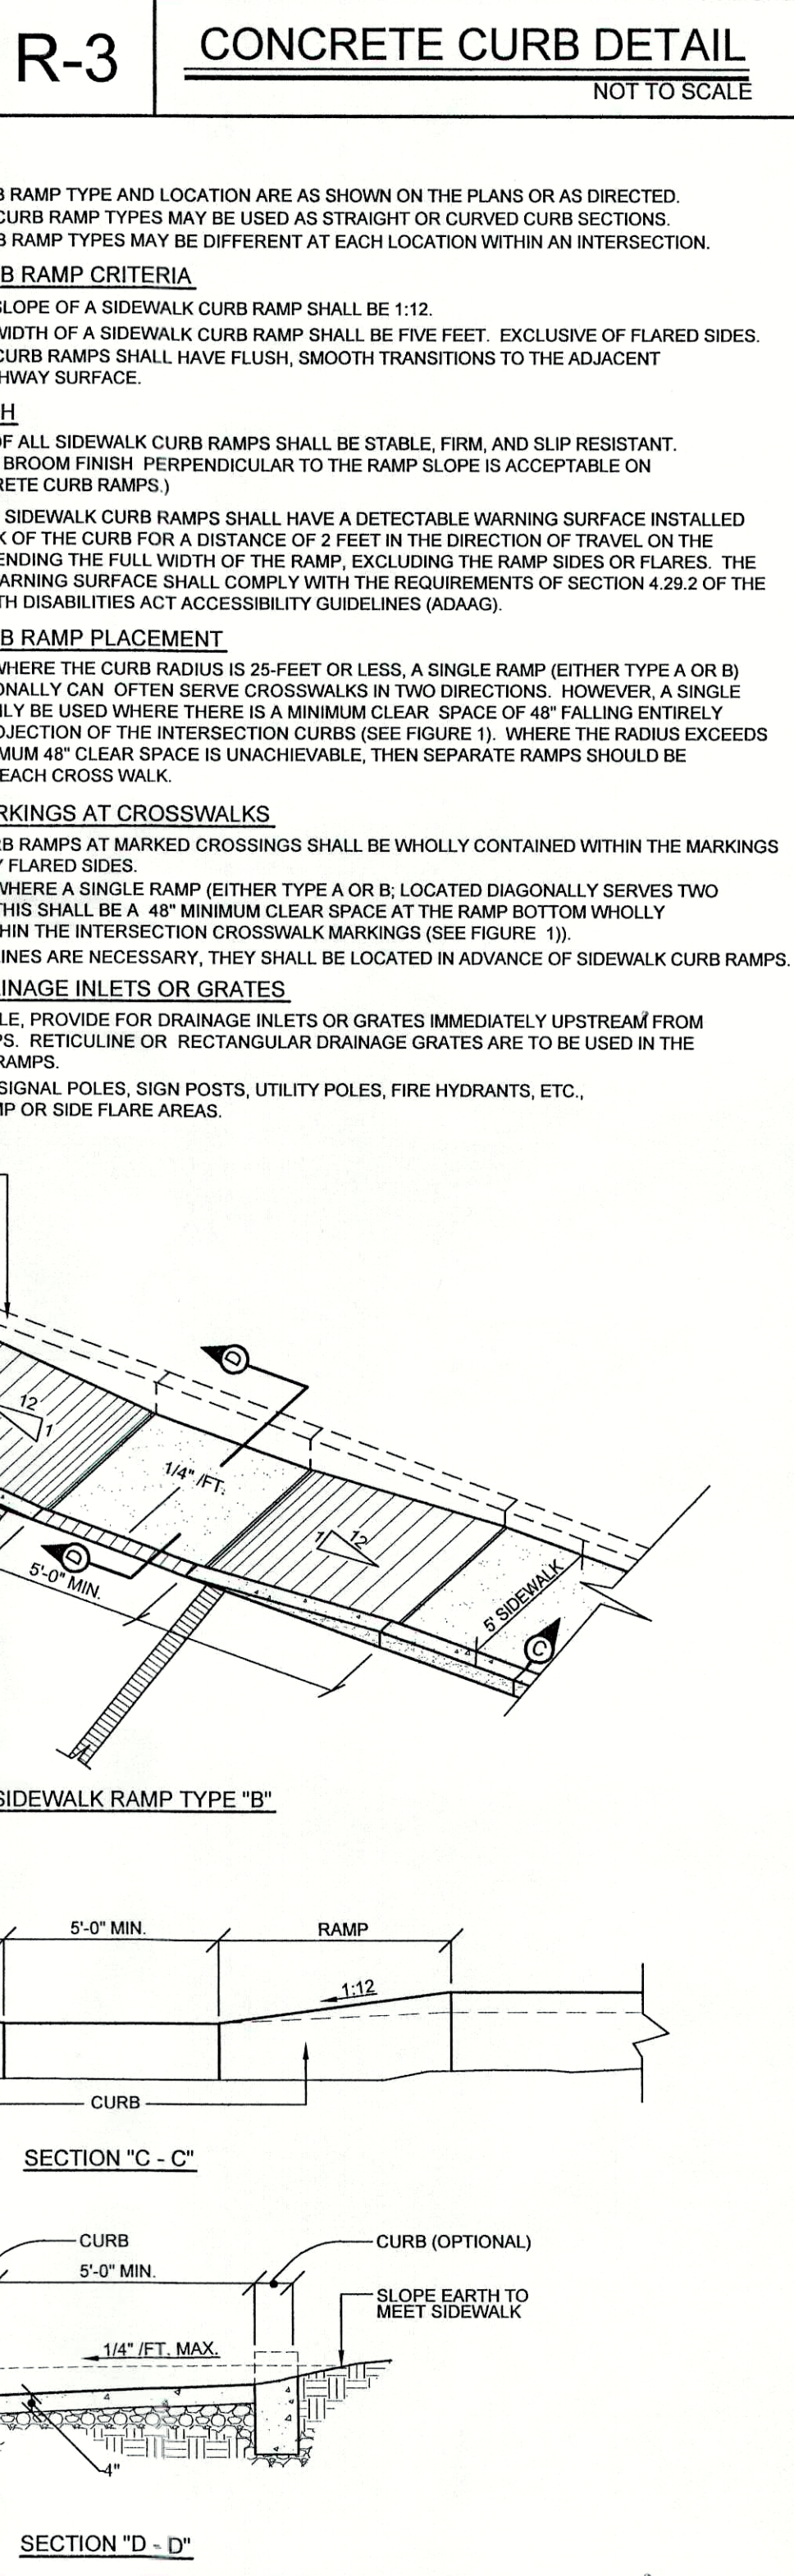 R-3
CONCRETE CURB DETAIL
NOT TO SCALE
B RAMP TYPE AND LOCATION ARE AS SHOWN ON THE PLANS OR AS DIRECTED.
CURB RAMP TYPES MAY BE USED AS STRAIGHT OR CURVED CURB SECTIONS.
B RAMP TYPES MAY BE DIFFERENT AT EACH LOCATION WITHIN AN INTERSECTION.
B RAMP CRITERIA
SLOPE OF A SIDEWALK CURB RAMP SHALL BE 1:12.
WIDTH OF A SIDEWALK CURB RAMP SHALL BE FIVE FEET. EXCLUSIVE OF FLARED SIDES.
CURB RAMPS SHALL HAVE FLUSH, SMOOTH TRANSITIONS TO THE ADJACENT
HWAY SURFACE.
H
OF ALL SIDEWALK CURB RAMPS SHALL BE STABLE, FIRM, AND SLIP RESISTANT.
BROOM FINISH PERPENDICULAR TO THE RAMP SLOPE IS ACCEPTABLE ON
RETE CURB RAMPS.)
SIDEWALK CURB RAMPS SHALL HAVE A DETECTABLE WARNING SURFACE INSTALLED
K OF THE CURB FOR A DISTANCE OF 2 FEET IN THE DIRECTION OF TRAVEL ON THE
ENDING THE FULL WIDTH OF THE RAMP, EXCLUDING THE RAMP SIDES OR FLARES. THE
ARNING SURFACE SHALL COMPLY WITH THE REQUIREMENTS OF SECTION 4.29.2 OF THE
TH DISABILITIES ACT ACCESSIBILITY GUIDELINES (ADAAG).
B RAMP PLACEMENT
WHERE THE CURB RADIUS IS 25-FEET OR LESS, A SINGLE RAMP (EITHER TYPE A OR B)
ONALLY CAN OFTEN SERVE CROSSWALKS IN TWO DIRECTIONS. HOWEVER, A SINGLE
NLY BE USED WHERE THERE IS A MINIMUM CLEAR SPACE OF 48" FALLING ENTIRELY
OJECTION OF THE INTERSECTION CURBS (SEE FIGURE 1). WHERE THE RADIUS EXCEEDS
MUM 48" CLEAR SPACE IS UNACHIEVABLE, THEN SEPARATE RAMPS SHOULD BE
EACH CROSS WALK.
RKINGS AT CROSSWALKS
RB RAMPS AT MARKED CROSSINGS SHALL BE WHOLLY CONTAINED WITHIN THE MARKINGS
Y FLARED SIDES.
WHERE A SINGLE RAMP (EITHER TYPE A OR B; LOCATED DIAGONALLY SERVES TWO
THIS SHALL BE A 48" MINIMUM CLEAR SPACE AT THE RAMP BOTTOM WHOLLY
HIN THE INTERSECTION CROSSWALK MARKINGS (SEE FIGURE 1)).
INES ARE NECESSARY, THEY SHALL BE LOCATED IN ADVANCE OF SIDEWALK CURB RAMPS.
INAGE INLETS OR GRATES
LE, PROVIDE FOR DRAINAGE INLETS OR GRATES IMMEDIATELY UPSTREAM FROM
PS. RETICULINE OR RECTANGULAR DRAINAGE GRATES ARE TO BE USED IN THE
RAMPS.
SIGNAL POLES, SIGN POSTS, UTILITY POLES, FIRE HYDRANTS, ETC.,
MP OR SIDE FLARE AREAS.
D
12
1
1/4" /FT.
1
12
D
5'-0" MIN.
5' SIDEWALK
C
SIDEWALK RAMP TYPE "B"
5'-0" MIN.
RAMP
1:12
CURB
SECTION "C - C"
CURB
CURB (OPTIONAL)
5'-0" MIN.
SLOPE EARTH TO
MEET SIDEWALK
1/4" /FT. MAX.
4"
SECTION "D - D"